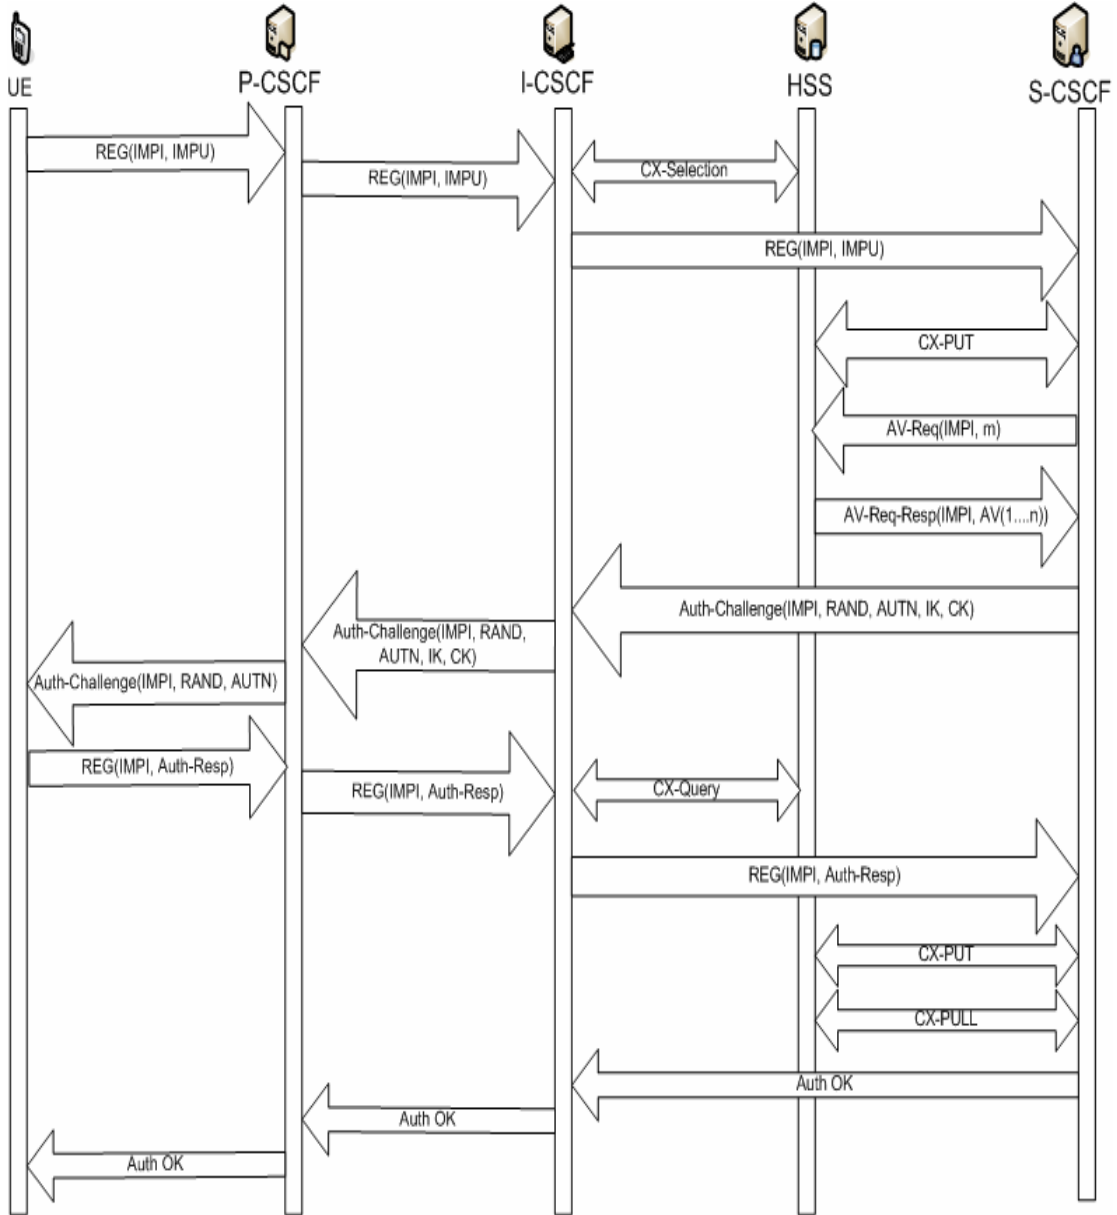 UE
P-CSCF
I-CSCF
HSS
S-CSCF
REG(IMPI, IMPU)
REG(IMPI, IMPU)
CX-Selection
REG(IMPI, IMPU)
CX-PUT
AV-Req(IMPI, m)
AV-Req-Resp(IMPI, AV(1....n))
Auth-Challenge(IMPI, RAND, AUTN, IK, CK)
Auth-Challenge(IMPI, RAND,
AUTN, IK, CK)
Auth-Challenge(IMPI, RAND, AUTN)
REG(IMPI, Auth-Resp)
REG(IMPI, Auth-Resp)
CX-Query
REG(IMPI, Auth-Resp)
CX-PUT
CX-PULL
Auth OK
Auth OK
Auth OK